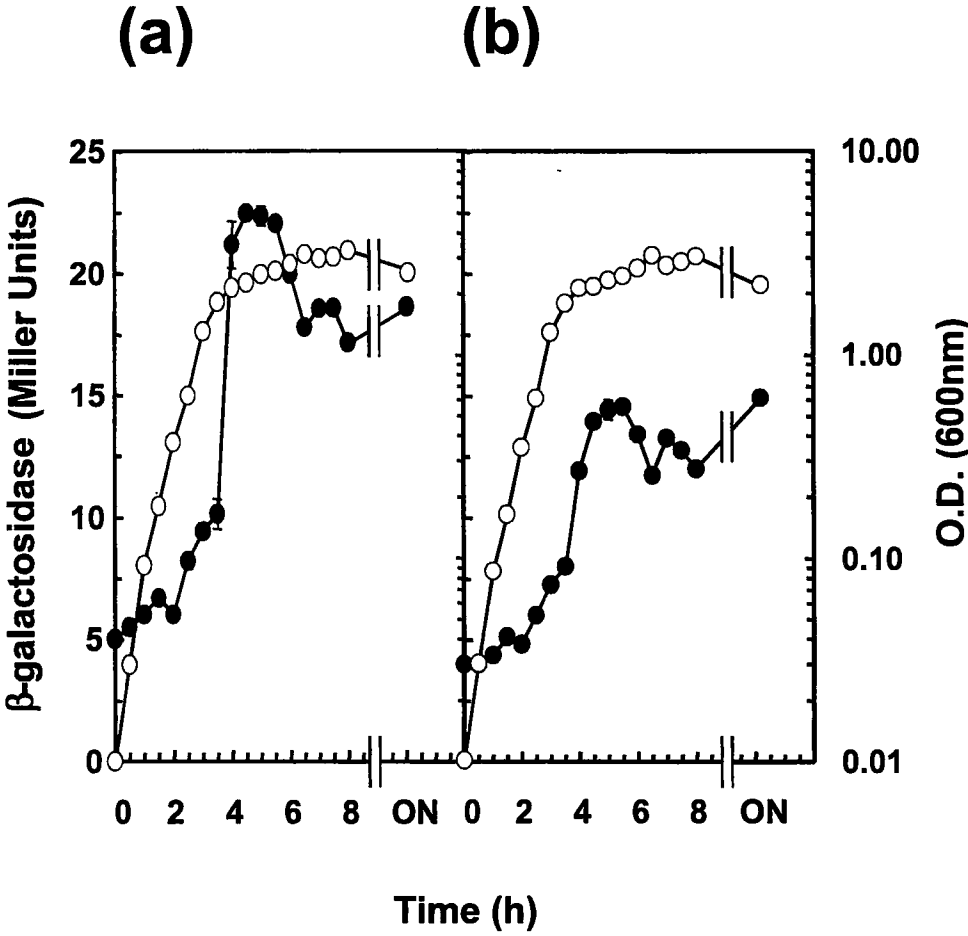 (a) (b)
25 10.00
20
1.00
15
10
0.10
5
0 0.01
0 2 4 6 8 ON 0 2 4 6 8 ON
Time (h)
β-galactosidase (Miller Units)
O.D. (600nm)